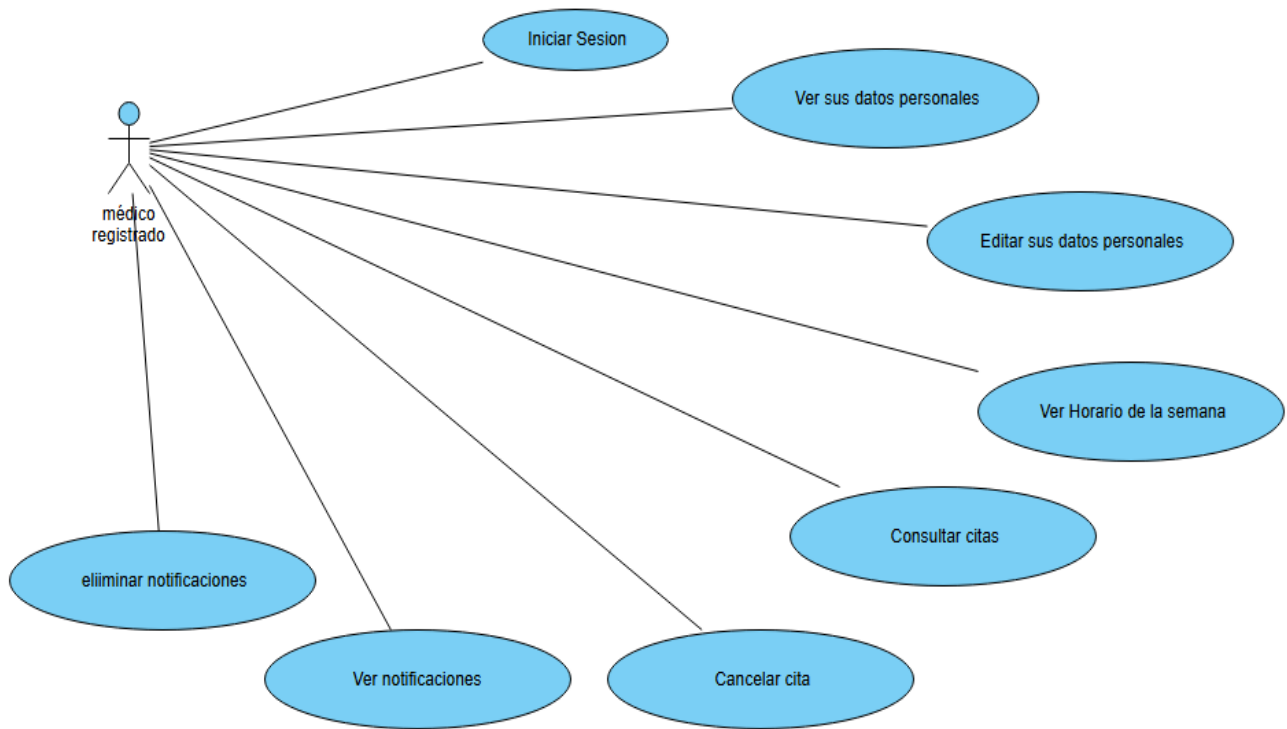 Iniciar Sesion
Ver sus datos personales
médico
registrado
Editar sus datos personales
Ver Horario de la semana
Consultar citas
eliiminar notificaciones
Ver notificaciones
Cancelar cita